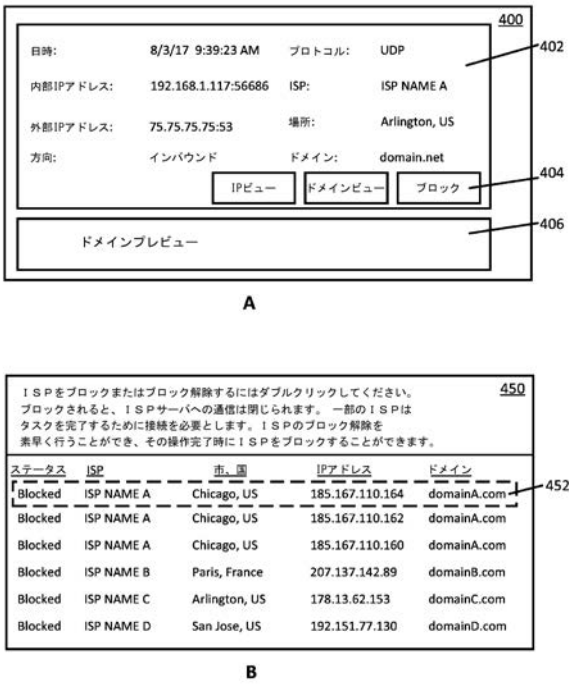 400
日時: 8/3/17 9:39:23 AM プロトコル: UDP
402
内部IPアドレス: 192.168.1.117:56686 ISP: ISP NAME A
外部IPアドレス: 75.75.75.75:53 場所: Arlington, US
方向: インバウンド ドメイン: domain.net
IPビュー ドメインビュー ブロック
404
ドメインプレビュー
406
A
450
ISPをブロックまたはブロック解除するにはダブルクリックしてください。
ブロックされると、ISPサーバへの通信は閉じられます。 一部のISPは
タスクを完了するために接続を必要とします。ISPのブロック解除を
素早く行うことができ、その操作完了時にISPをブロックすることができます。
ステータス ISP 市、国 IPアドレス ドメイン
Blocked ISP NAME A Chicago, US 185.167.110.164 domainA.com
452
Blocked ISP NAME A Chicago, US 185.167.110.162 domainA.com
Blocked ISP NAME A Chicago, US 185.167.110.160 domainA.com
Blocked ISP NAME B Paris, France 207.137.142.89 domainB.com
Blocked ISP NAME C Arlington, US 178.13.62.153 domainC.com
Blocked ISP NAME D San Jose, US 192.151.77.130 domainD.com
B